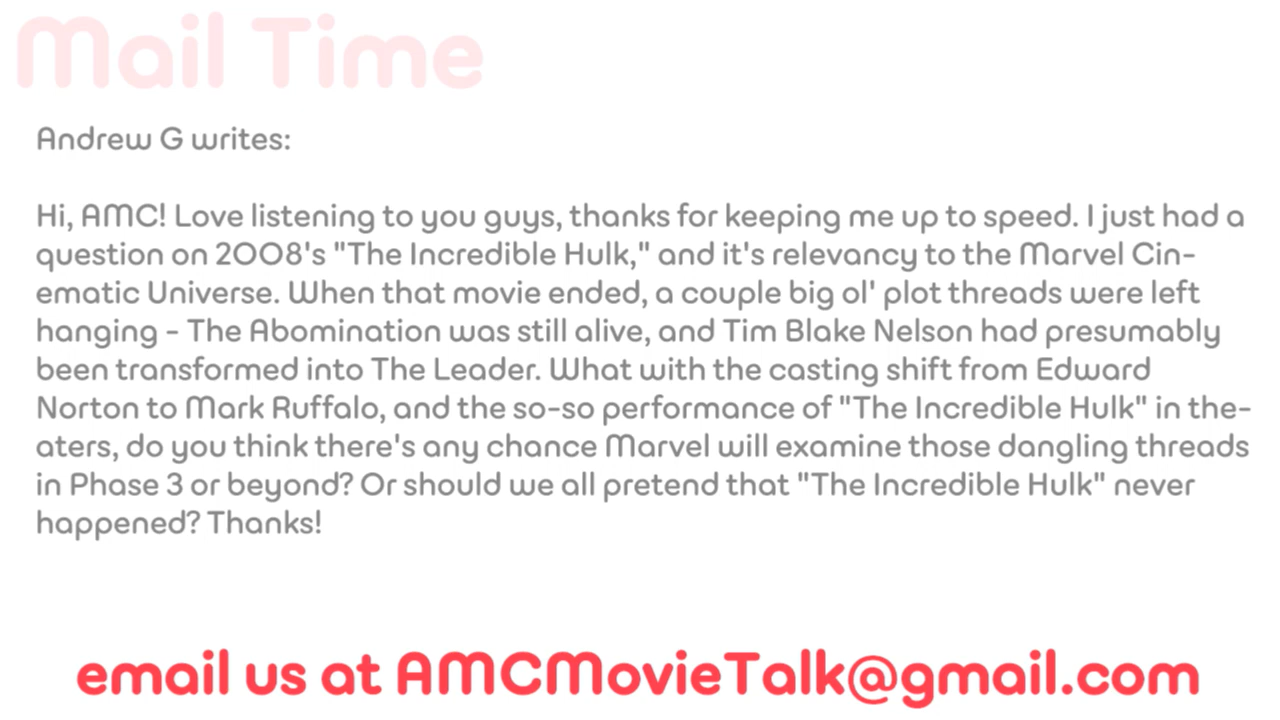 Mail Time
Andrew G writes:
Hi, AMC! Love listening to you guys, thanks for keeping me up to speed. I just had a
question on 2008's "The Incredible Hulk," and it's relevancy to the Marvel Cin-
ematic Universe. When that movie ended, a couple big ol' plot threads were left
hanging - The Abomination was still alive, and Tim Blake Nelson had presumably
been transformed into The Leader. What with the casting shift from Edward
Norton to Mark Ruffalo, and the so-so performance of "The Incredible Hulk" in the-
aters, do you think there's any chance Marvel will examine those dangling threads
in Phase 3 or beyond? Or should we all pretend that "The Incredible Hulk" never
happened? Thanks!
email us at AMCMovieTalk@gmail.com